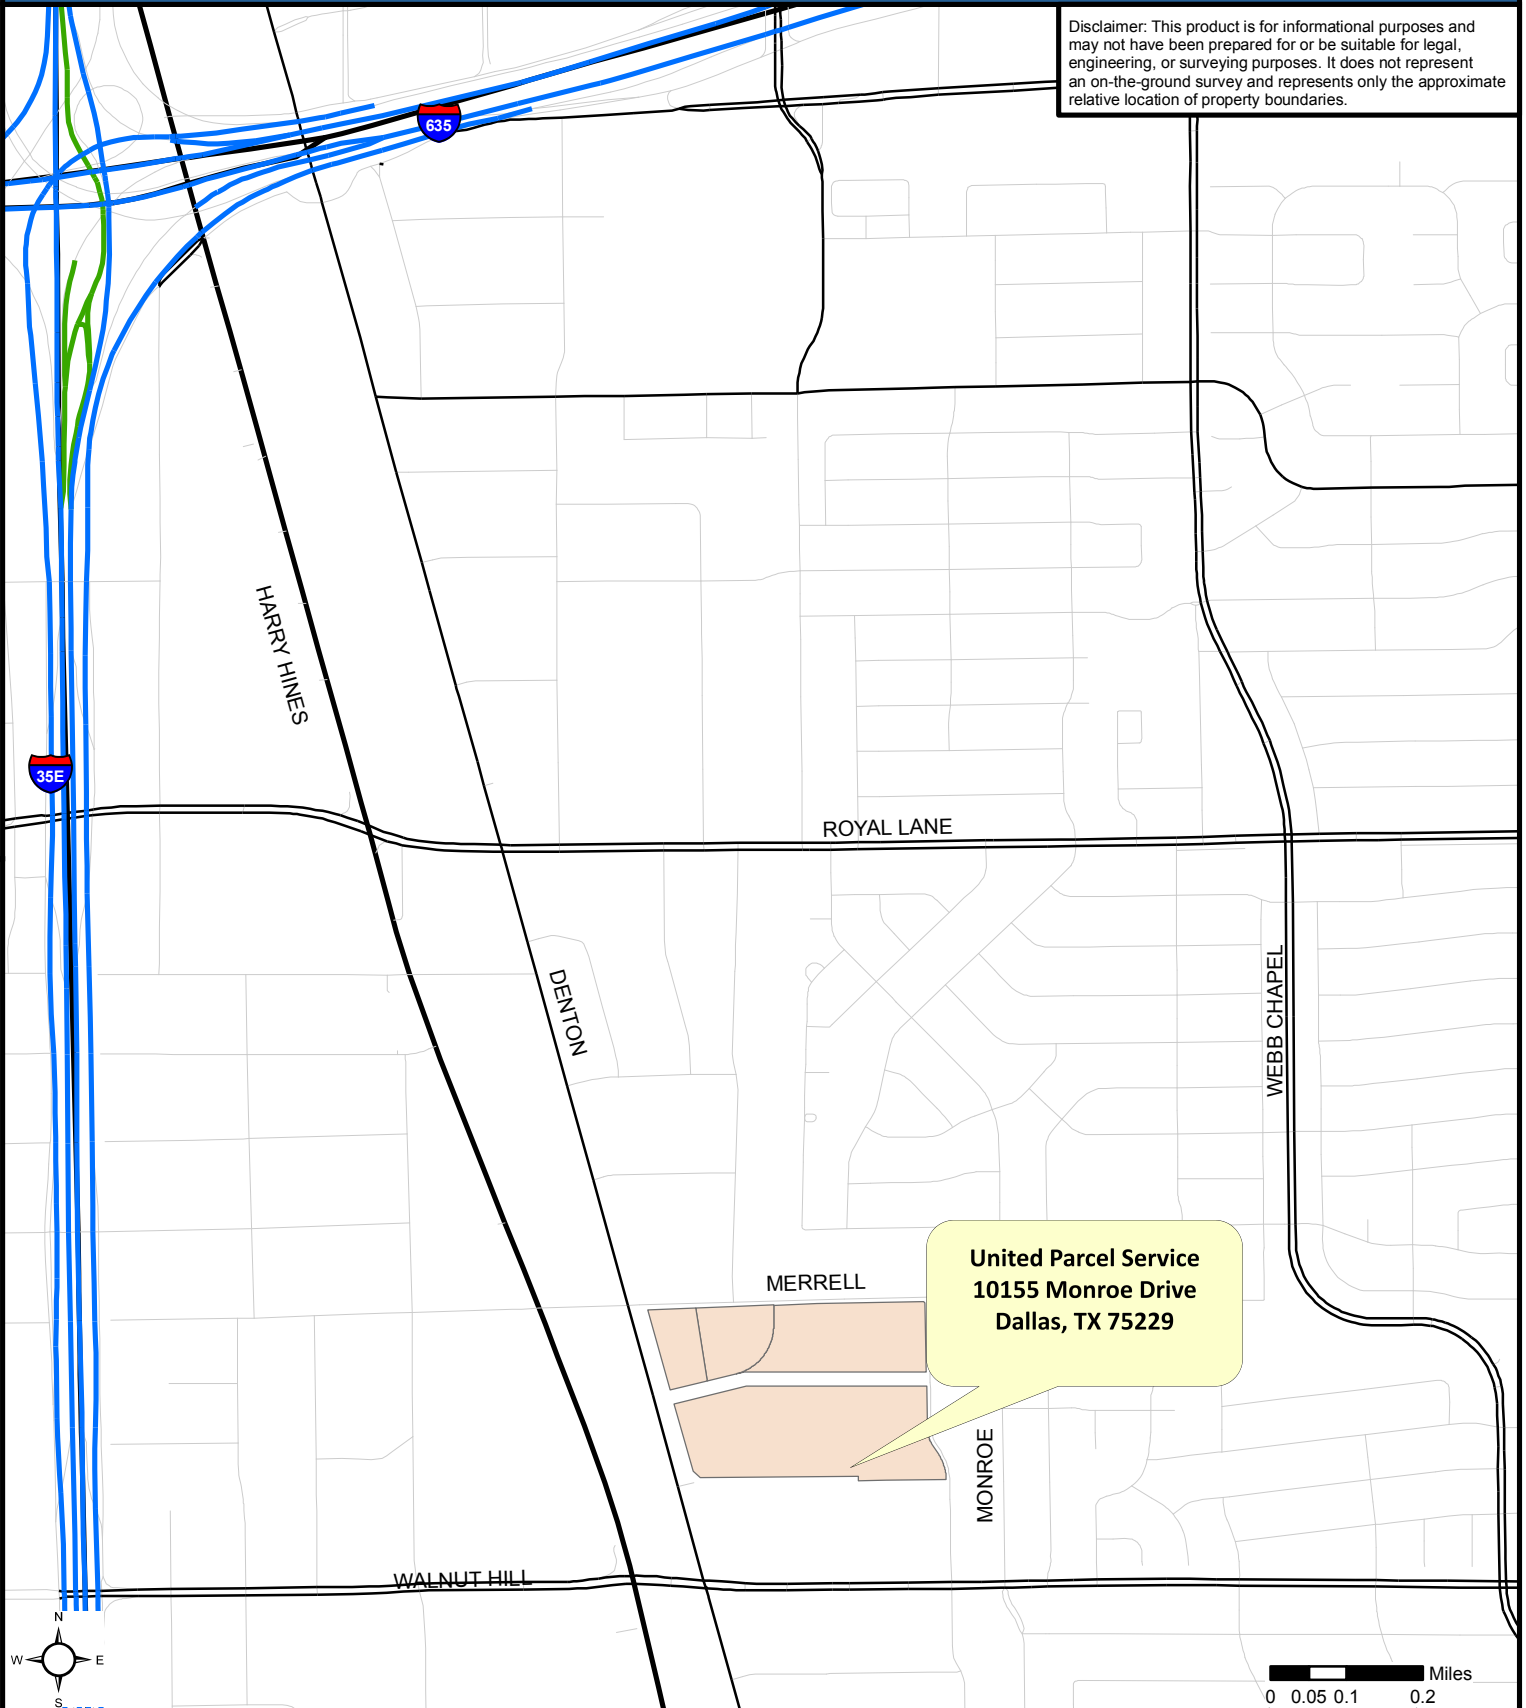 Disclaimer: This product is for informational purposes and
may not have been prepared for or be suitable for legal,
engineering, or surveying purposes. It does not represent
an on-the-ground survey and represents only the approximate
relative location of property boundaries.
635
HARRY HINES
35E
ROYAL LANE
DENTON
WEBB CHAPEL
United Parcel Service
10155 Monroe Drive
Dallas, TX 75229
MERRELL
MONROE
WALNUT HILL
N
W E
S
Miles
0 0.05 0.1 0.2